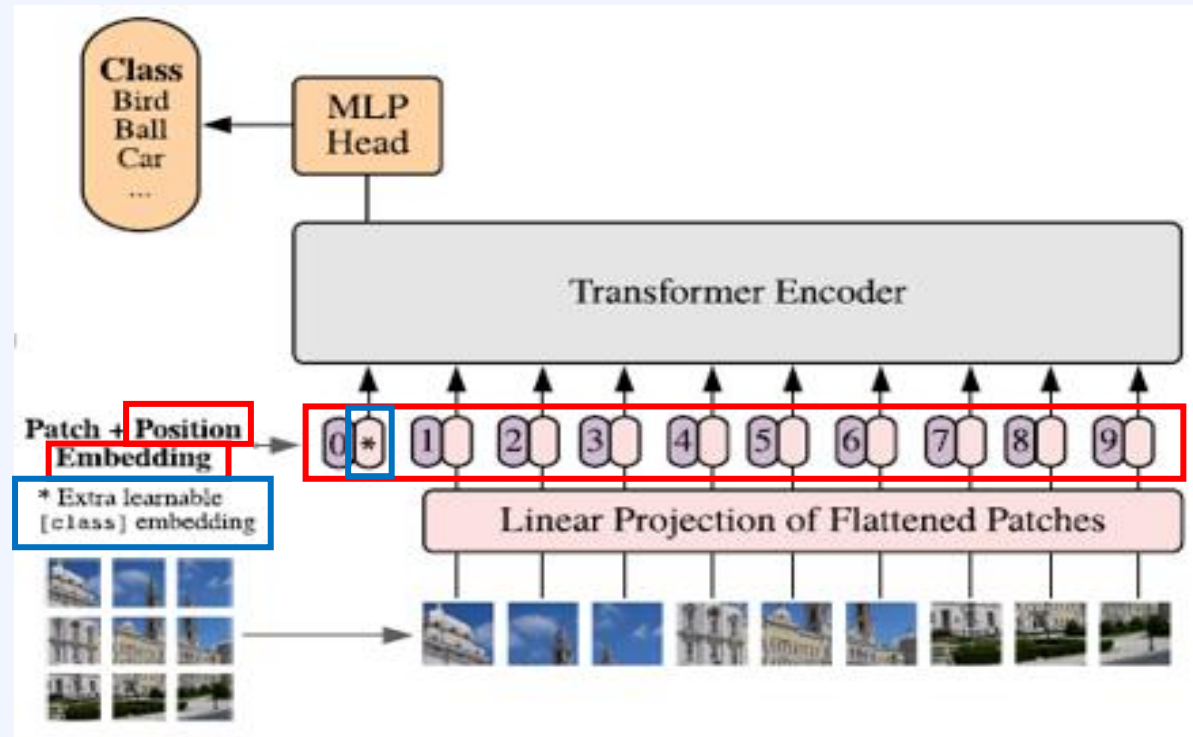 Class
Bird
Ball
Car
...
MLP
Head
Transformer Encoder
Patch + Position
Embedding
0 * 1 2 3 4 5 6 7 8 9
* Extra learnable
[class] embedding
Linear Projection of Flattened Patches